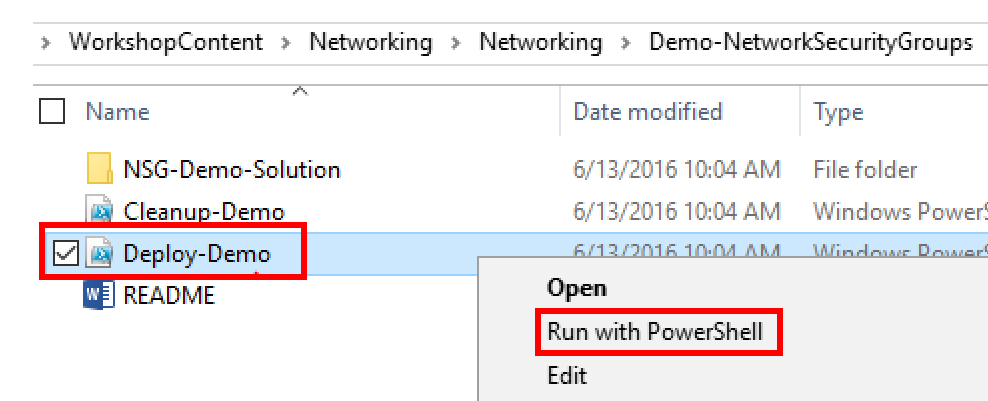 > WorkshopContent > Networking > Networking > Demo-NetworkSecurityGroups
Name Date modified Type
NSG-Demo-Solution 6/13/2016 10:04 AM File folder
Cleanup-Demo 6/13/2016 10:04 AM Windows PowerS
Deploy-Demo 6/13/2016 10:04 AM Windows PowerS
README
Open
Run with PowerShell
Edit